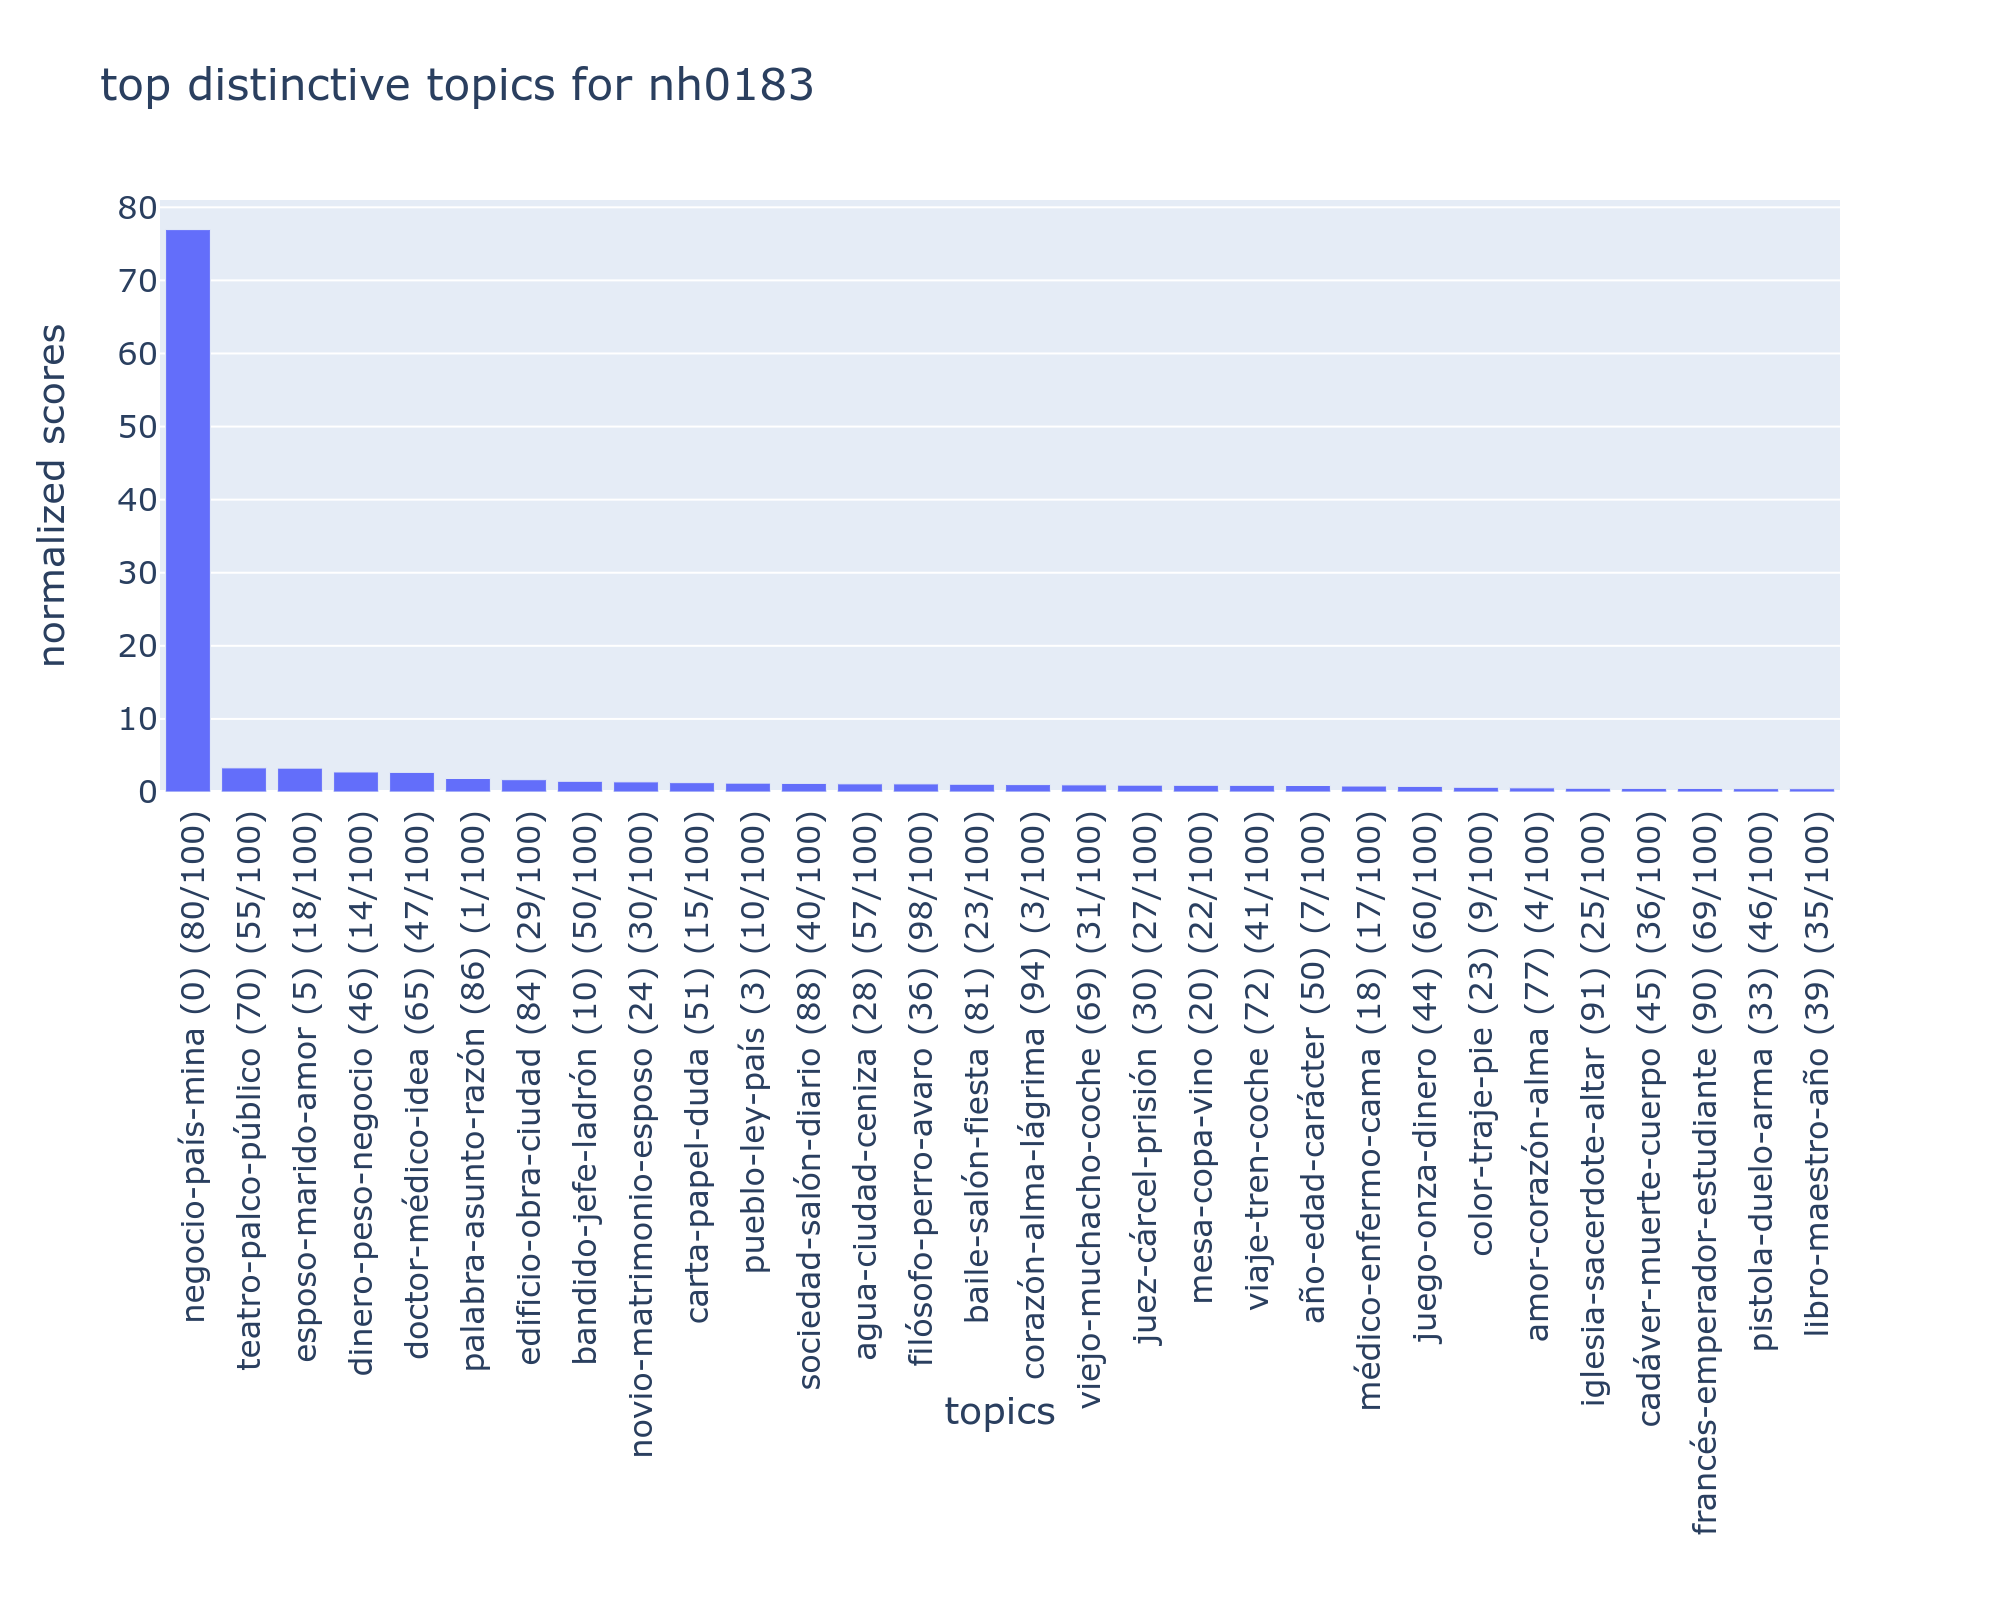 top distinctive topics for nh0183
80
70
60
50
40
30
20
10
0
normalized scores
negocio-país-mina (0) (80/100)
teatro-palco-público (70) (55/100)
esposo-marido-amor (5) (18/100)
dinero-peso-negocio (46) (14/100)
doctor-médico-idea (65) (47/100)
palabra-asunto-razón (86) (1/100)
edificio-obra-ciudad (84) (29/100)
bandido-jefe-ladrón (10) (50/100)
novio-matrimonio-esposo (24) (30/100)
carta-papel-duda (51) (15/100)
pueblo-ley-país (3) (10/100)
sociedad-salón-diario (88) (40/100)
agua-ciudad-ceniza (28) (57/100)
filósofo-perro-avaro (36) (98/100)
baile-salón-fiesta (81) (23/100)
corazón-alma-lágrima (94) (3/100)
viejo-muchacho-coche (69) (31/100)
juez-cárcel-prisión (30) (27/100)
mesa-copa-vino (20) (22/100)
viaje-tren-coche (72) (41/100)
año-edad-carácter (50) (7/100)
médico-enfermo-cama (18) (17/100)
juego-onza-dinero (44) (60/100)
color-traje-pie (23) (9/100)
amor-corazón-alma (77) (4/100)
iglesia-sacerdote-altar (91) (25/100)
cadáver-muerte-cuerpo (45) (36/100)
francés-emperador-estudiante (90) (69/100)
pistola-duelo-arma (33) (46/100)
libro-maestro-año (39) (35/100)
topics